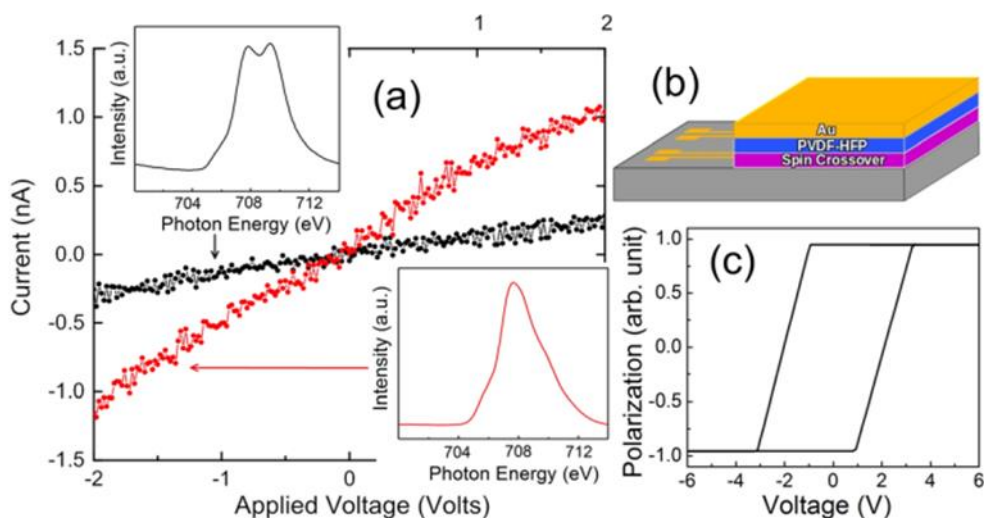 1 2
1.5
1.0
0.5
0.0
-0.5
-1.0
-1.5
Current (nA)
-2 -1 0 1 2
Applied Voltage (Volts)
(a)
Intensity (a.u.)
704 708 712
Photon Energy (eV)
Intensity (a.u.)
704 708 712
Photon Energy (eV)
(b)
Au
PVDF-HFP
Spin Crossover
(c)
Polarization (arb. unit)
1.0
0.5
0.0
-0.5
-1.0
-6 -4 -2 0 2 4 6
Voltage (V)